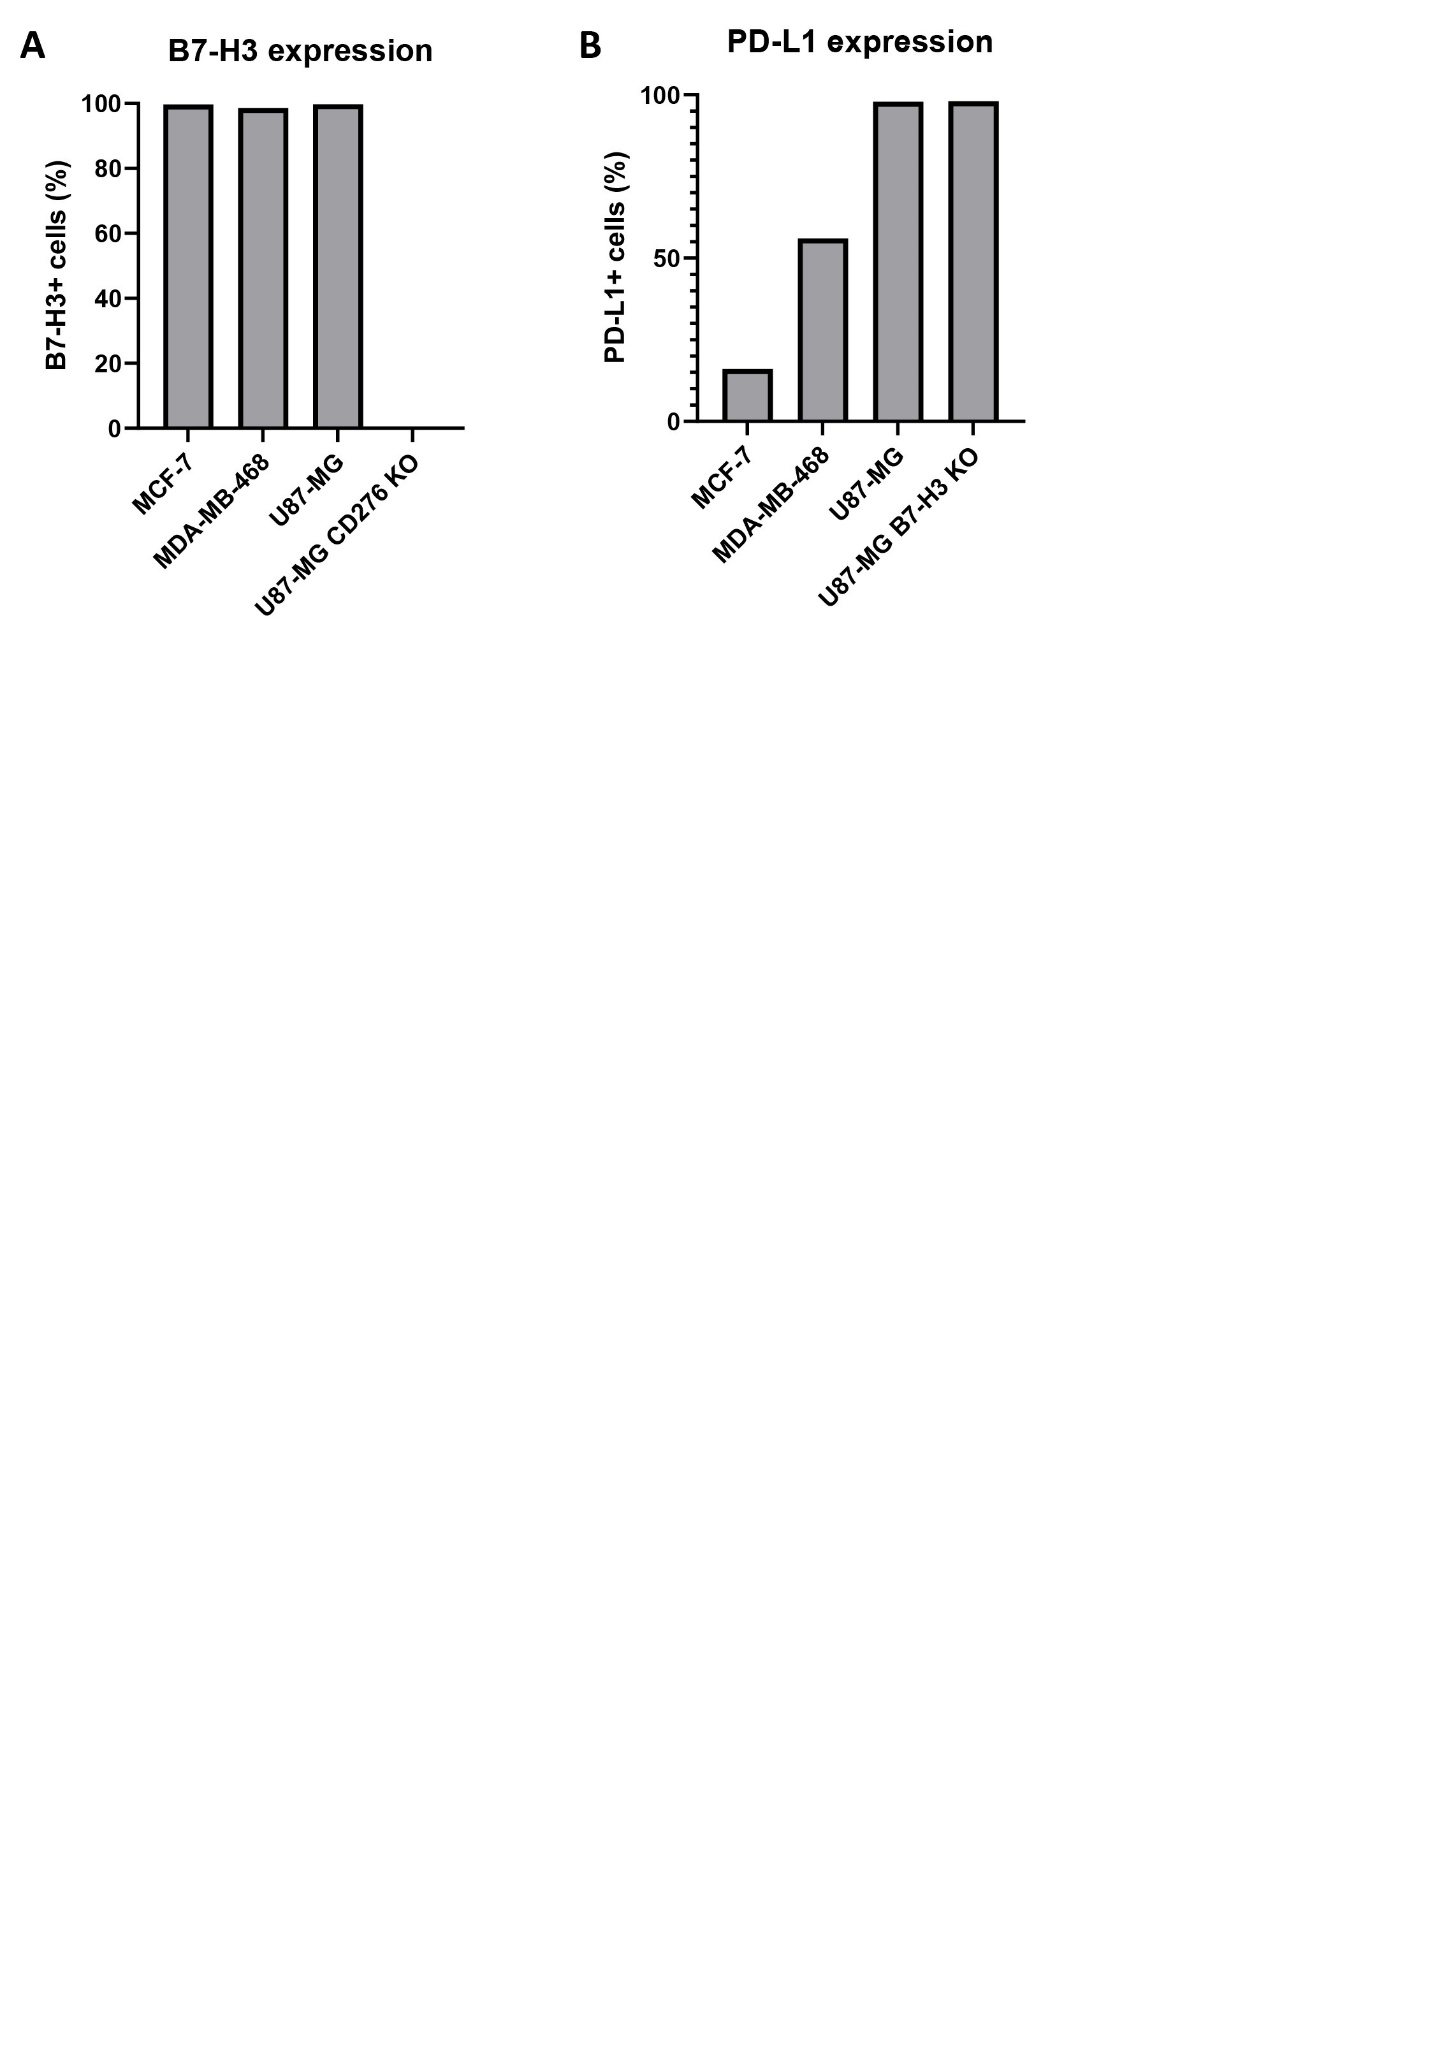 A
B7-H3 expression
B7-H3+ cells (%)
100
80
60
40
20
0
MCF-7
MDA-MB-468
U87-MG
U87-MG CD276 KO
B
PD-L1 expression
PD-L1+ cells (%)
100
50
0
MCF-7
MDA-MB-468
U87-MG
U87-MG B7-H3 KO